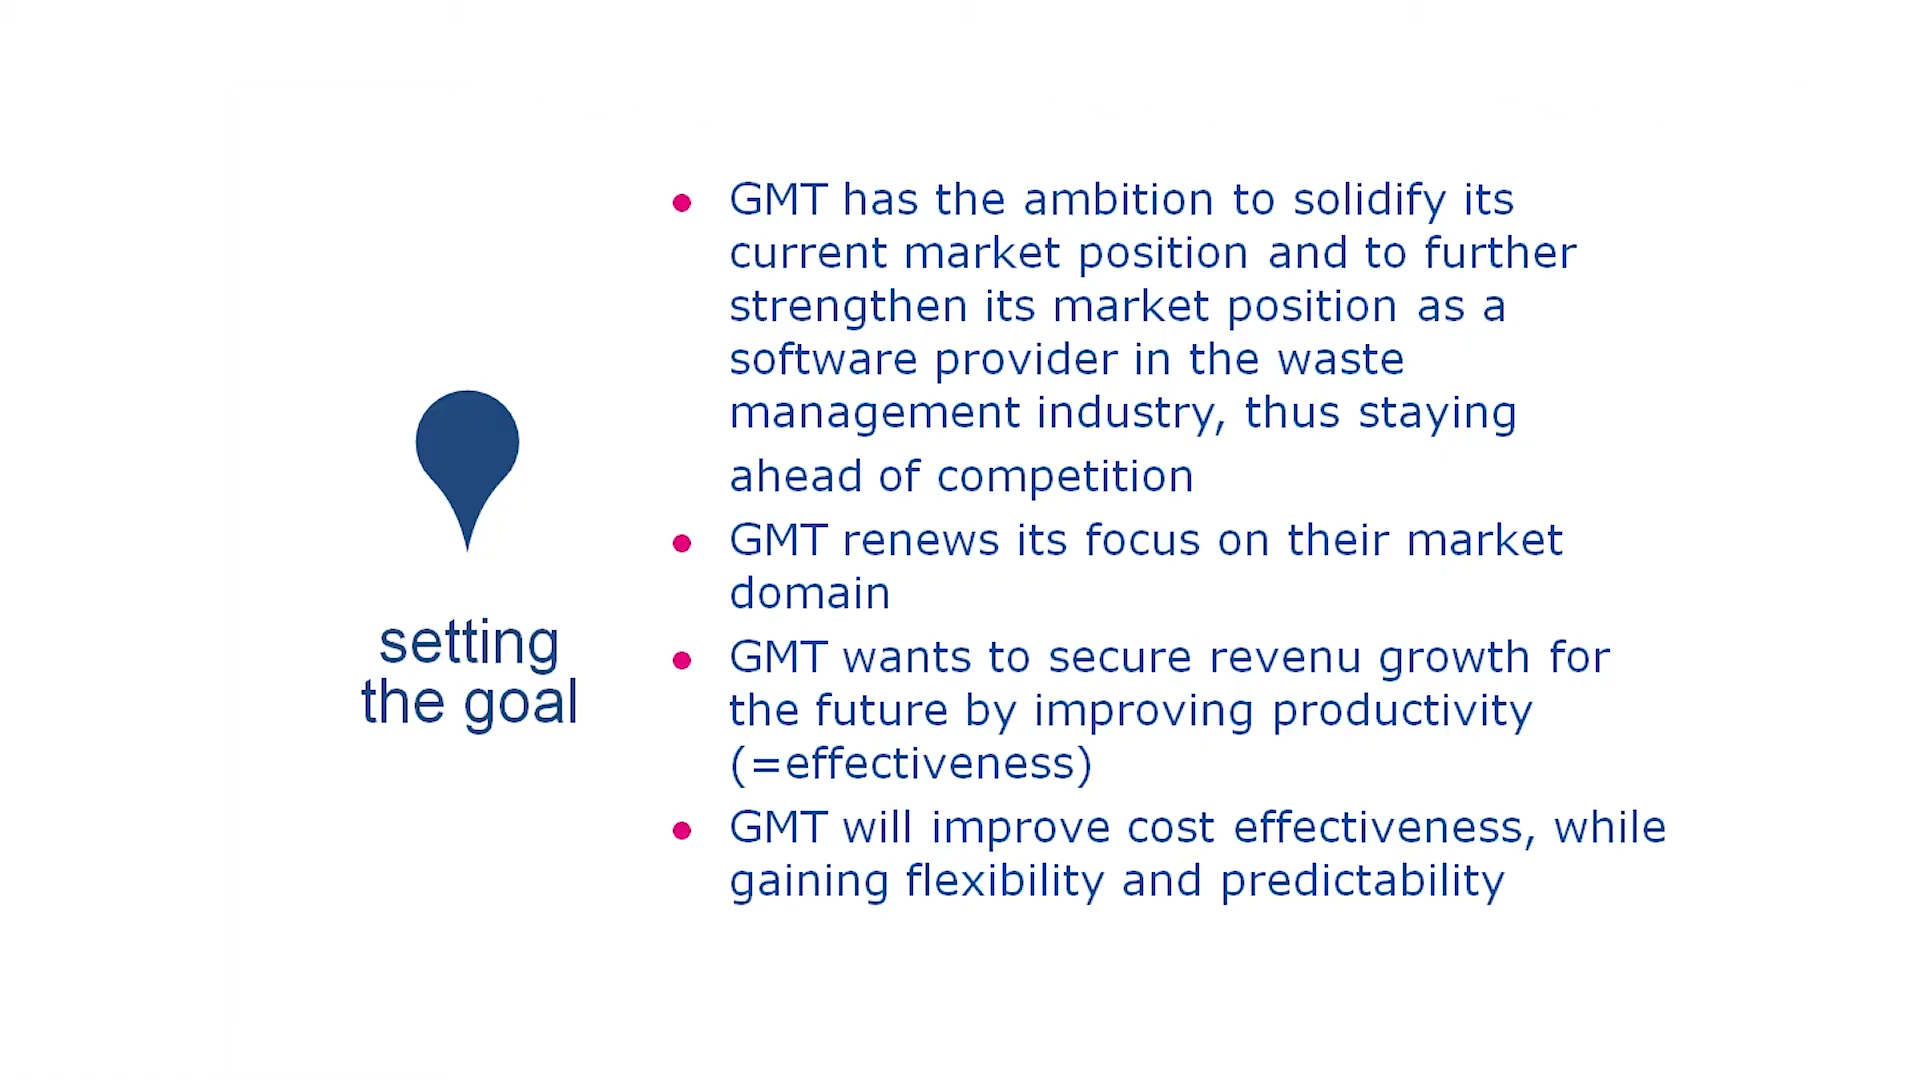 setting
the goal
• GMT has the ambition to solidify its
current market position and to further
strengthen its market position as a
software provider in the waste
management industry, thus staying
ahead of competition
• GMT renews its focus on their market
domain
• GMT wants to secure revenu growth for
the future by improving productivity
(=effectiveness)
• GMT will improve cost effectiveness, while
gaining flexibility and predictability